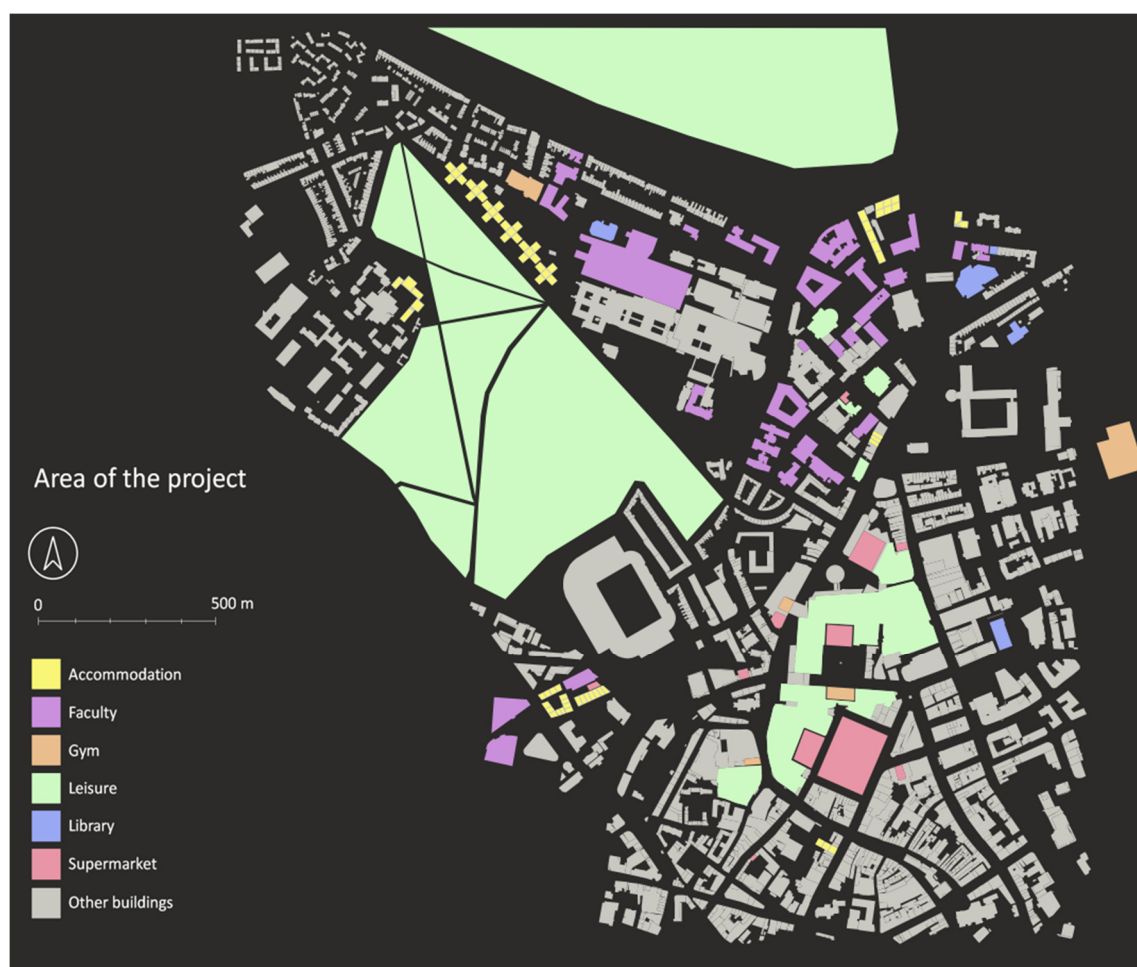 Area of the project
0
500 m
Accommodation
Faculty
Gym
Leisure
Library
Supermarket
Other buildings